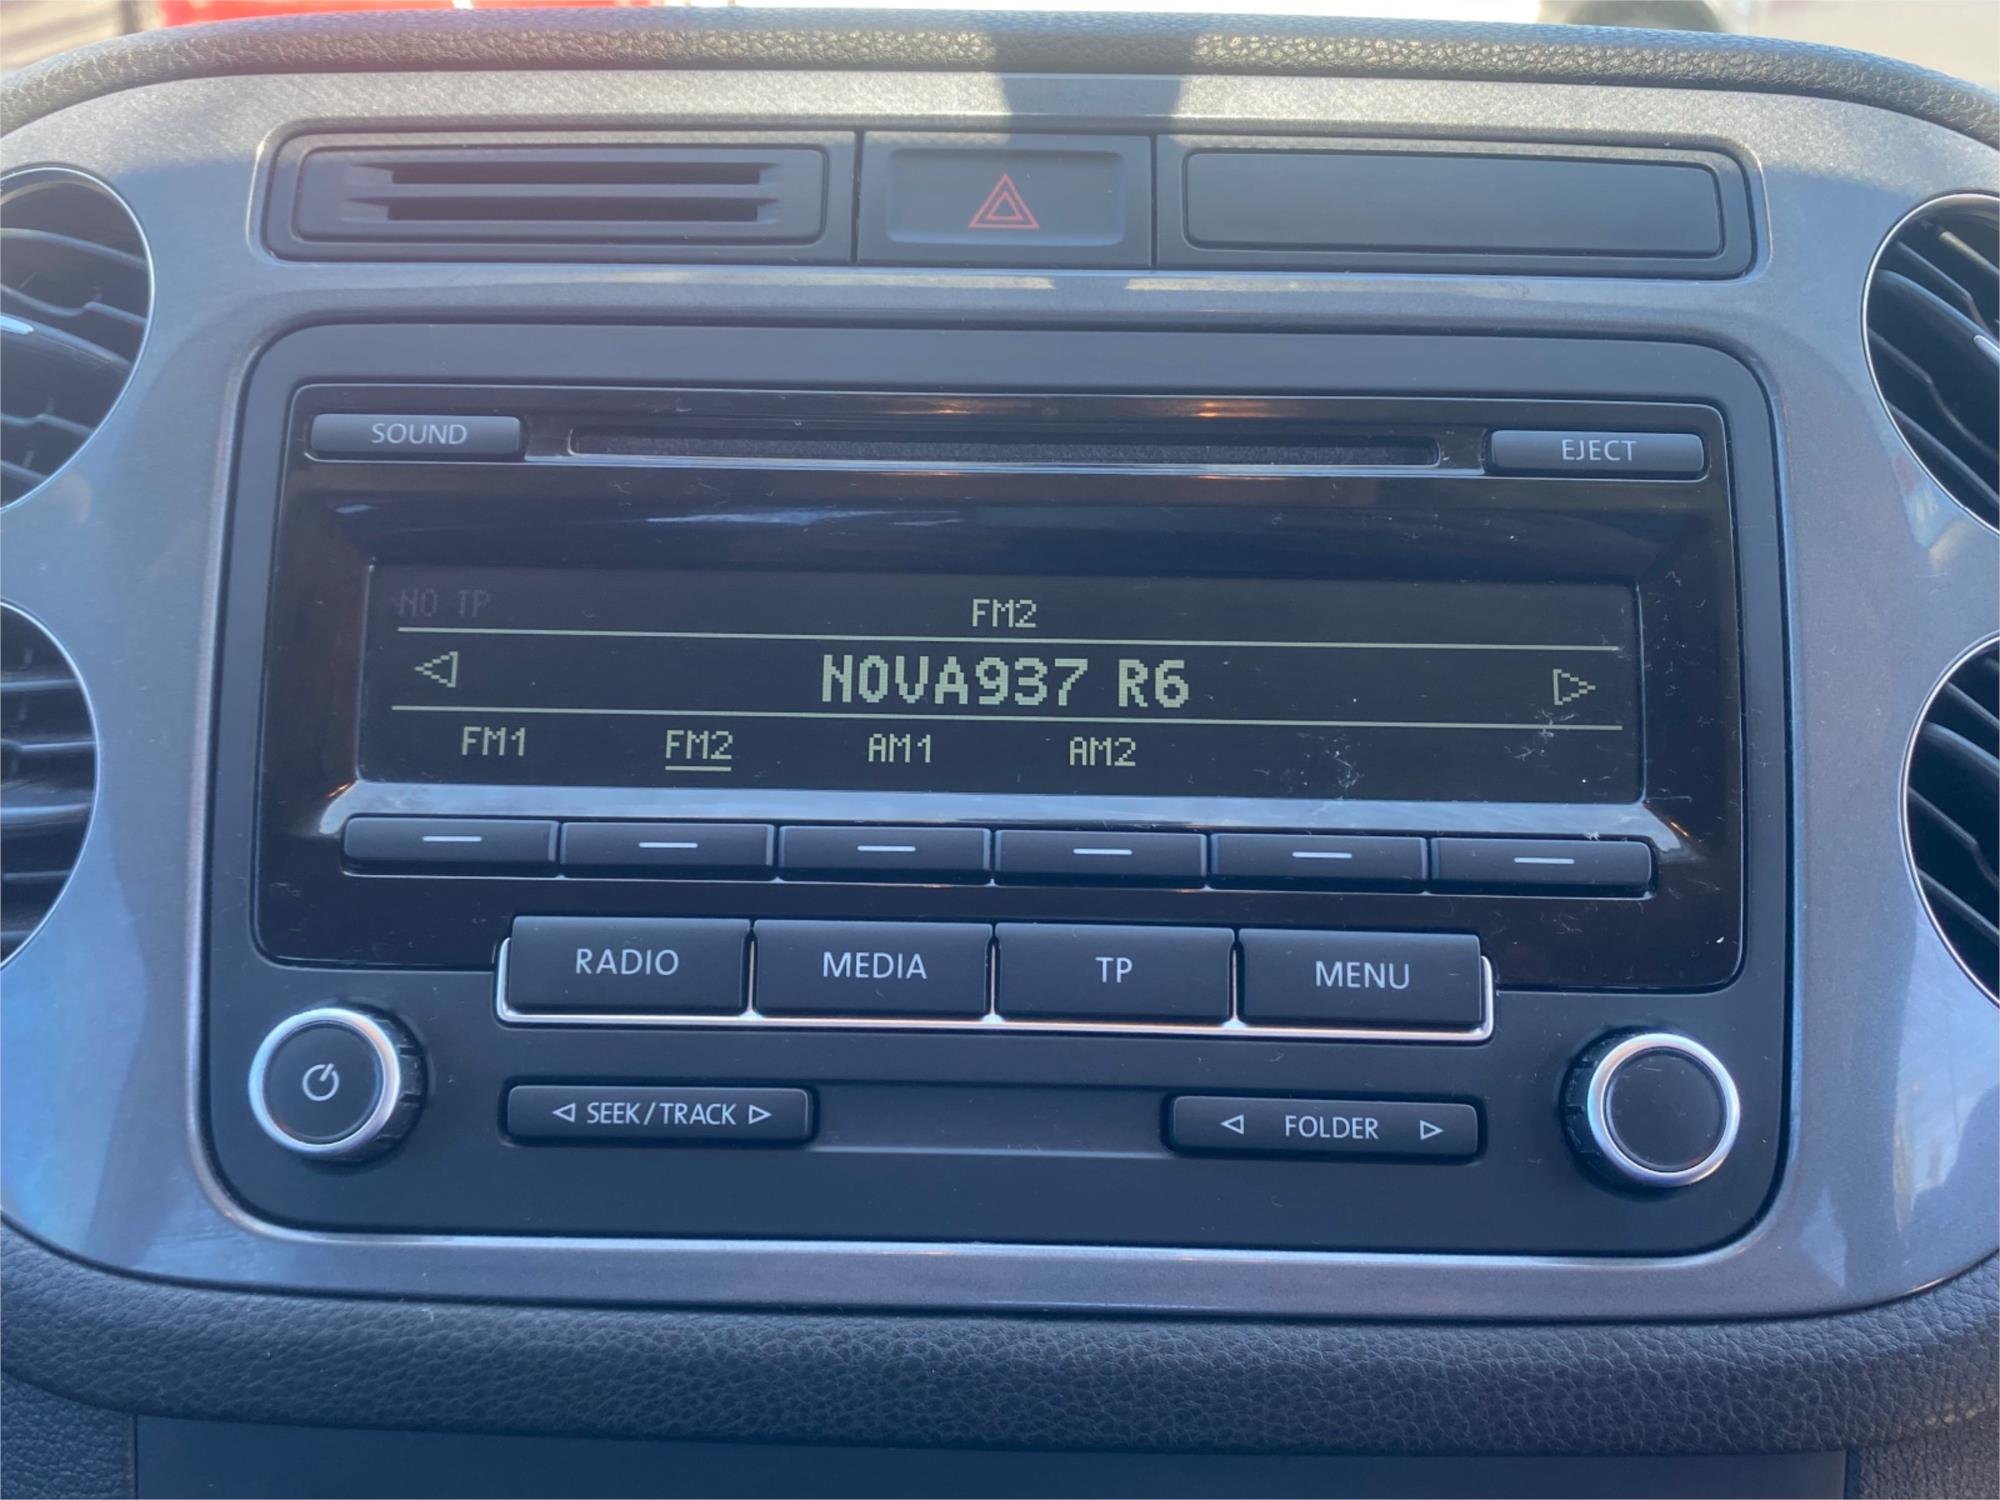 SOUND
EJECT
NO TP
FM2
NOVA937 R6
FM1 FM2 AM1 AM2
RADIO MEDIA TP MENU
SEEK/TRACK
FOLDER